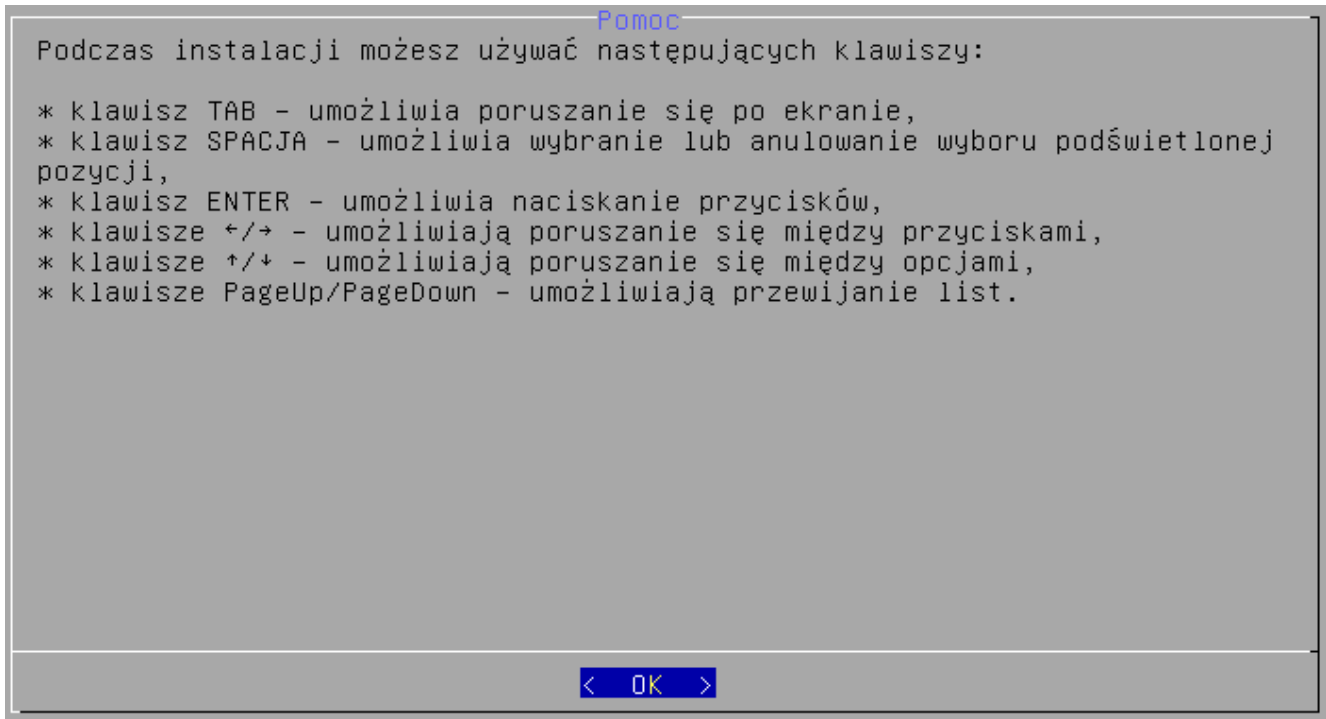 Pomoc
Podczas instalacji możesz używać następujących klawiszy:
* klawisz TAB – umożliwia poruszanie się po ekranie,
* klawisz SPACJA – umożliwia wybranie lub anulowanie wyboru podświetlonej
pozycji,
* klawisz ENTER – umożliwia naciskanie przycisków,
* klawisze ←/→ – umożliwiają poruszanie się między przyciskami,
* klawisze ↑/↓ – umożliwiają poruszanie się między opcjami,
* klawisze PageUp/PageDown – umożliwiają przewijanie list.
< OK >